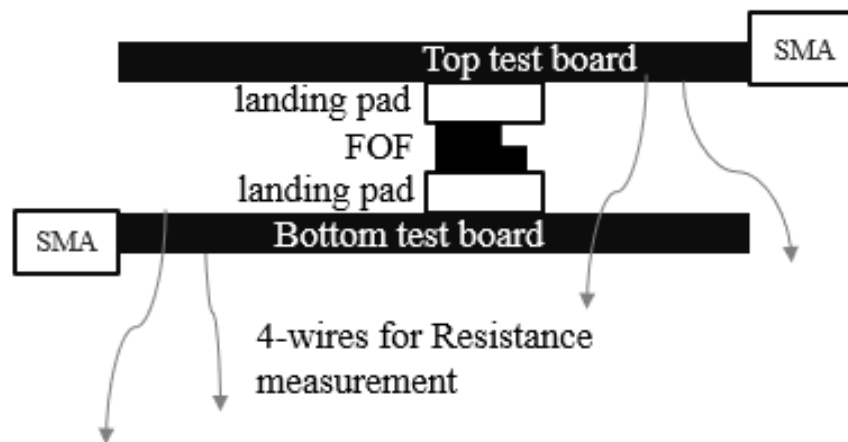 SMA
Top test board
landing pad
FOF
landing pad
SMA
Bottom test board
4-wires for Resistance
measurement